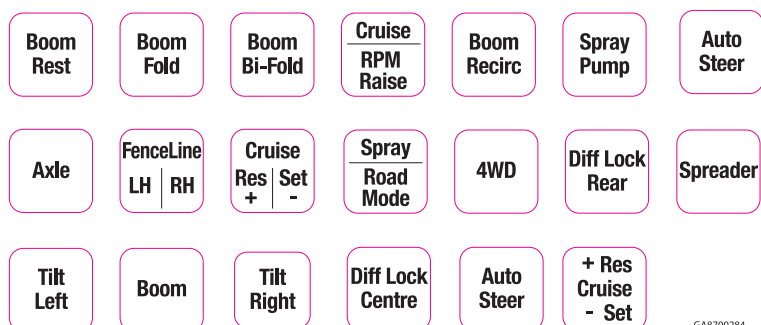 Boom
Rest
Boom
Fold
Boom
Bi-Fold
Cruise
RPM
Raise
Boom
Recirc
Spray
Pump
Auto
Steer
Axle
FenceLine
LH | RH
Cruise
Res | Set
+ -
Spray
Road
Mode
4WD
Diff Lock
Rear
Spreader
Tilt
Left
Boom
Tilt
Right
Diff Lock
Centre
Auto
Steer
+ Res
Cruise
- Set
GA8700284